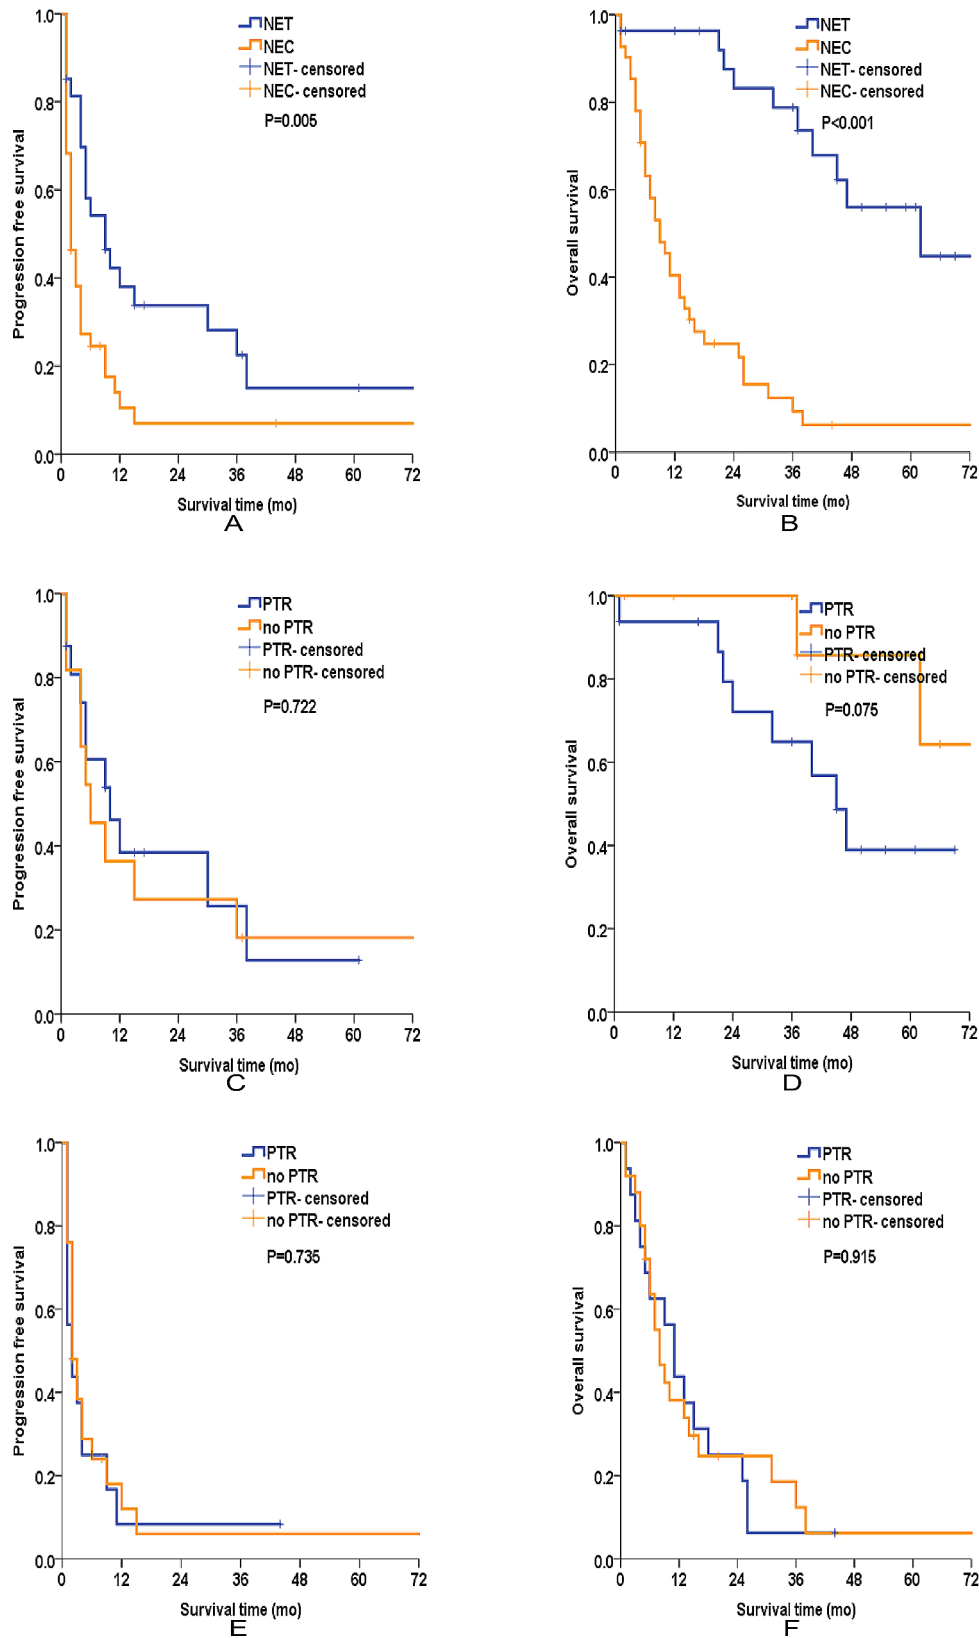 NET
NEC
NET- censored
NEC- censored
P=0.005
Progression free survival
1.0
0.8
0.6
0.4
0.2
0.0
0 12 24 36 48 60 72
Survival time (mo)
A
NET
NEC
NET- censored
NEC- censored
P<0.001
Overall survival
1.0
0.8
0.6
0.4
0.2
0.0
0 12 24 36 48 60 72
Survival time (mo)
B
PTR
no PTR
PTR- censored
no PTR- censored
P=0.722
Progression free survival
1.0
0.8
0.6
0.4
0.2
0.0
0 12 24 36 48 60 72
Survival time (mo)
C
PTR
no PTR
PTR- censored
no PTR- censored
P=0.075
Overall survival
1.0
0.8
0.6
0.4
0.2
0.0
0 12 24 36 48 60 72
Survival time (mo)
D
PTR
no PTR
PTR- censored
no PTR- censored
P=0.735
Progression free survival
1.0
0.8
0.6
0.4
0.2
0.0
0 12 24 36 48 60 72
Survival time (mo)
E
PTR
no PTR
PTR- censored
no PTR- censored
P=0.915
Overall survival
1.0
0.8
0.6
0.4
0.2
0.0
0 12 24 36 48 60 72
Survival time (mo)
F